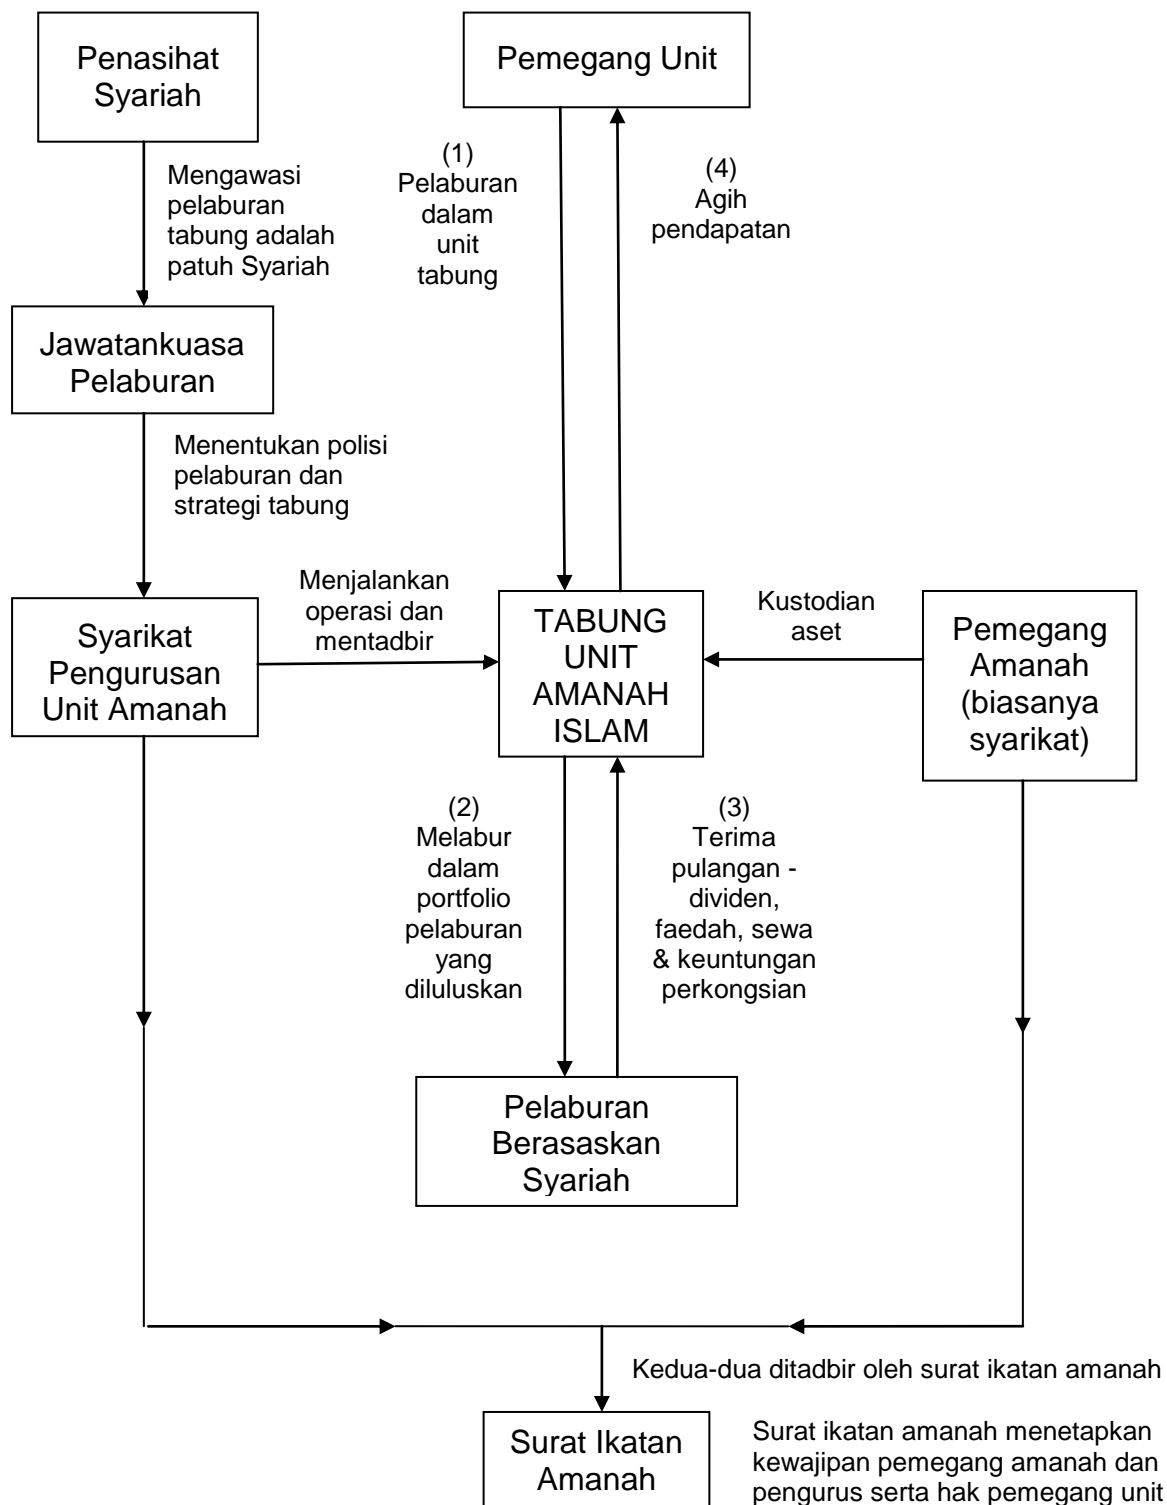 Penasihat
Syariah
Pemegang Unit
Mengawasi
pelaburan
tabung adalah
patuh Syariah
(1)
Pelaburan
dalam
unit
tabung
(4)
Agih
pendapatan
Jawatankuasa
Pelaburan
Menentukan polisi
pelaburan dan
strategi tabung
Syarikat
Pengurusan
Unit Amanah
Menjalankan
operasi dan
mentadbir
TABUNG
UNIT
AMANAH
ISLAM
Kustodian
aset
Pemegang
Amanah
(biasanya
syarikat)
(2)
Melabur
dalam
portfolio
pelaburan
yang
diluluskan
(3)
Terima
pulangan -
dividen,
faedah, sewa
& keuntungan
perkongsian
Pelaburan
Berasaskan
Syariah
Kedua-dua ditadbir oleh surat ikatan amanah
Surat Ikatan
Amanah
Surat ikatan amanah menetapkan
kewajipan pemegang amanah dan
pengurus serta hak pemegang unit